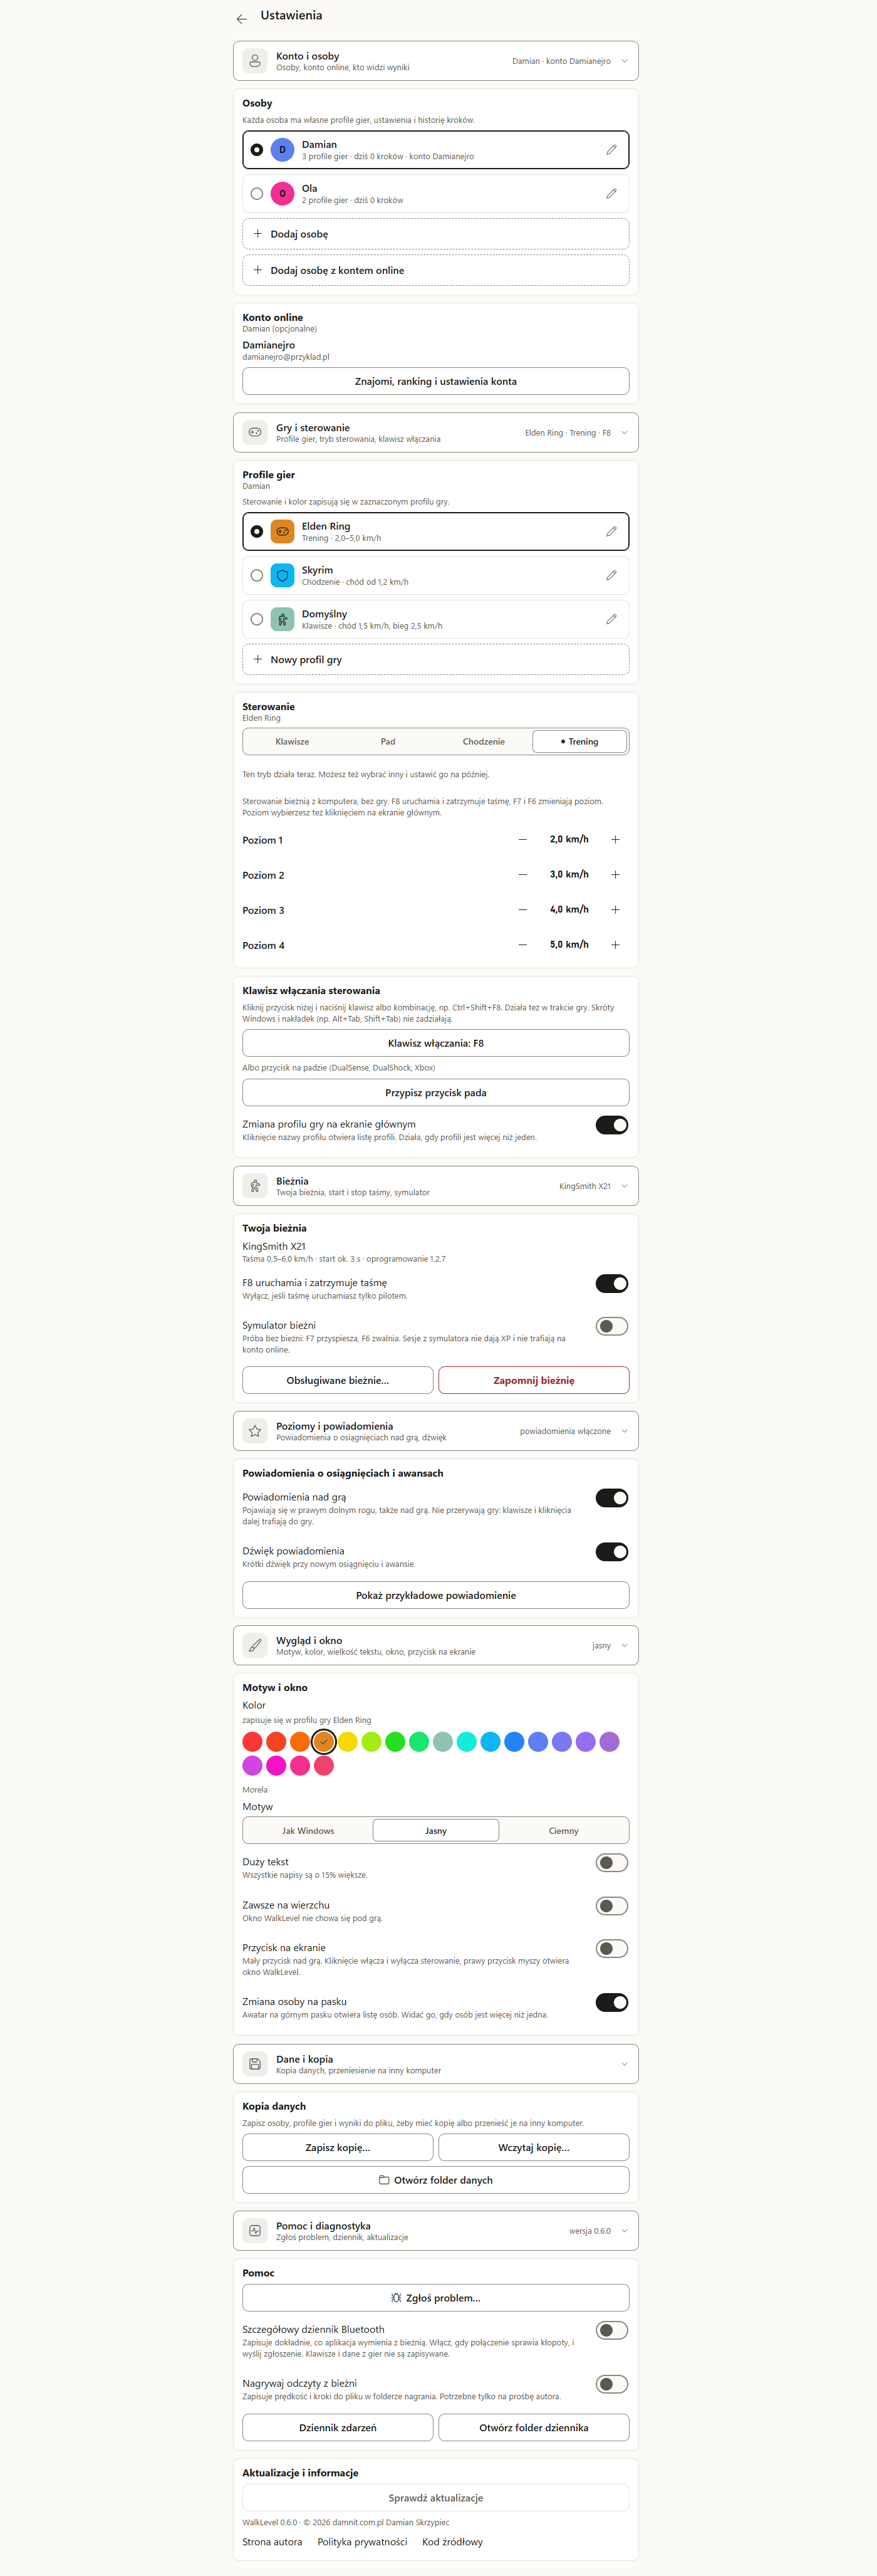 Ustawienia
Konto i osoby
Osoby, konto online, kto widzi wyniki
Damian · konto Damianejro
Osoby
Każda osoba ma własne profile gier, ustawienia i historię kroków.
D
Damian
3 profile gier · dziś 0 kroków · konto Damianejro
O
Ola
2 profile gier · dziś 0 kroków
Dodaj osobę
Dodaj osobę z kontem online
Konto online
Damian (opcjonalne)
Damianejro
damianejro@przyklad.pl
Znajomi, ranking i ustawienia konta
Gry i sterowanie
Profile gier, tryb sterowania, klawisz włączania
Elden Ring · Trening · F8
Profile gier
Damian
Sterowanie i kolor zapisują się w zaznaczonym profilu gry.
Elden Ring
Trening · 2,0–5,0 km/h
Skyrim
Chodzenie · chód od 1,2 km/h
Domyślny
Klawisze · chód 1,5 km/h, bieg 2,5 km/h
Nowy profil gry
Sterowanie
Elden Ring
Klawisze Pad Chodzenie • Trening
Ten tryb działa teraz. Możesz też wybrać inny i ustawić go na później.
Sterowanie bieżnią z komputera, bez gry. F8 uruchamia i zatrzymuje taśmę, F7 i F6 zmieniają poziom.
Poziom wybierzesz też kliknięciem na ekranie głównym.
Poziom 1 — 2,0 km/h +
Poziom 2 — 3,0 km/h +
Poziom 3 — 4,0 km/h +
Poziom 4 — 5,0 km/h +
Klawisz włączania sterowania
Kliknij przycisk niżej i naciśnij klawisz albo kombinację, np. Ctrl+Shift+F8. Działa też w trakcie gry. Skróty
Windows i nakładek (np. Alt+Tab, Shift+Tab) nie zadziałają.
Klawisz włączania: F8
Albo przycisk na padzie (DualSense, DualShock, Xbox)
Przypisz przycisk pada
Zmiana profilu gry na ekranie głównym
Kliknięcie nazwy profilu otwiera listę profili. Działa, gdy profili jest więcej niż jeden.
Bieżnia
Twoja bieżnia, start i stop taśmy, symulator
KingSmith X21
Twoja bieżnia
KingSmith X21
Taśma 0,5–6,0 km/h · start ok. 3 s · oprogramowanie 1.2.7
F8 uruchamia i zatrzymuje taśmę
Wyłącz, jeśli taśmę uruchamiasz tylko pilotem.
Symulator bieżni
Próba bez bieżni: F7 przyspiesza, F6 zwalnia. Sesje z symulatora nie dają XP i nie trafiają na
konto online.
Obsługiwane bieżnie... Zapomnij bieżnię
Poziomy i powiadomienia
Powiadomienia o osiągnięciach nad grą, dźwięk
powiadomienia włączone
Powiadomienia o osiągnięciach i awansach
Powiadomienia nad grą
Pojawiają się w prawym dolnym rogu, także nad grą. Nie przerywają gry: klawisze i kliknięcia
dalej trafiają do gry.
Dźwięk powiadomienia
Krótki dźwięk przy nowym osiągnięciu i awansie.
Pokaż przykładowe powiadomienie
Wygląd i okno
Motyw, kolor, wielkość tekstu, okno, przycisk na ekranie
jasny
Motyw i okno
Kolor
zapisuje się w profilu gry Elden Ring
Morela
Motyw
Jak Windows Jasny Ciemny
Duży tekst
Wszystkie napisy są o 15% większe.
Zawsze na wierzchu
Okno WalkLevel nie chowa się pod grą.
Przycisk na ekranie
Mały przycisk nad grą. Kliknięcie włącza i wyłącza sterowanie, prawy przycisk myszy otwiera
okno WalkLevel.
Zmiana osoby na pasku
Awatar na górnym pasku otwiera listę osób. Widać go, gdy osób jest więcej niż jedna.
Dane i kopia
Kopia danych, przeniesienie na inny komputer
Kopia danych
Zapisz osoby, profile gier i wyniki do pliku, żeby mieć kopię albo przenieść je na inny komputer.
Zapisz kopię... Wczytaj kopię...
Otwórz folder danych
Pomoc i diagnostyka
Zgłoś problem, dziennik, aktualizacje
wersja 0.6.0
Pomoc
Zgłoś problem...
Szczegółowy dziennik Bluetooth
Zapisuje dokładnie, co aplikacja wymienia z bieżnią. Włącz, gdy połączenie sprawia kłopoty, i
wyślij zgłoszenie. Klawisze i dane z gier nie są zapisywane.
Nagrywaj odczyty z bieżni
Zapisuje prędkość i kroki do pliku w folderze nagrania. Potrzebne tylko na prośbę autora.
Dziennik zdarzeń Otwórz folder dziennika
Aktualizacje i informacje
Sprawdź aktualizacje
WalkLevel 0.6.0 · © 2026 damnit.com.pl Damian Skrzypiec
Strona autora Polityka prywatności Kod źródłowy